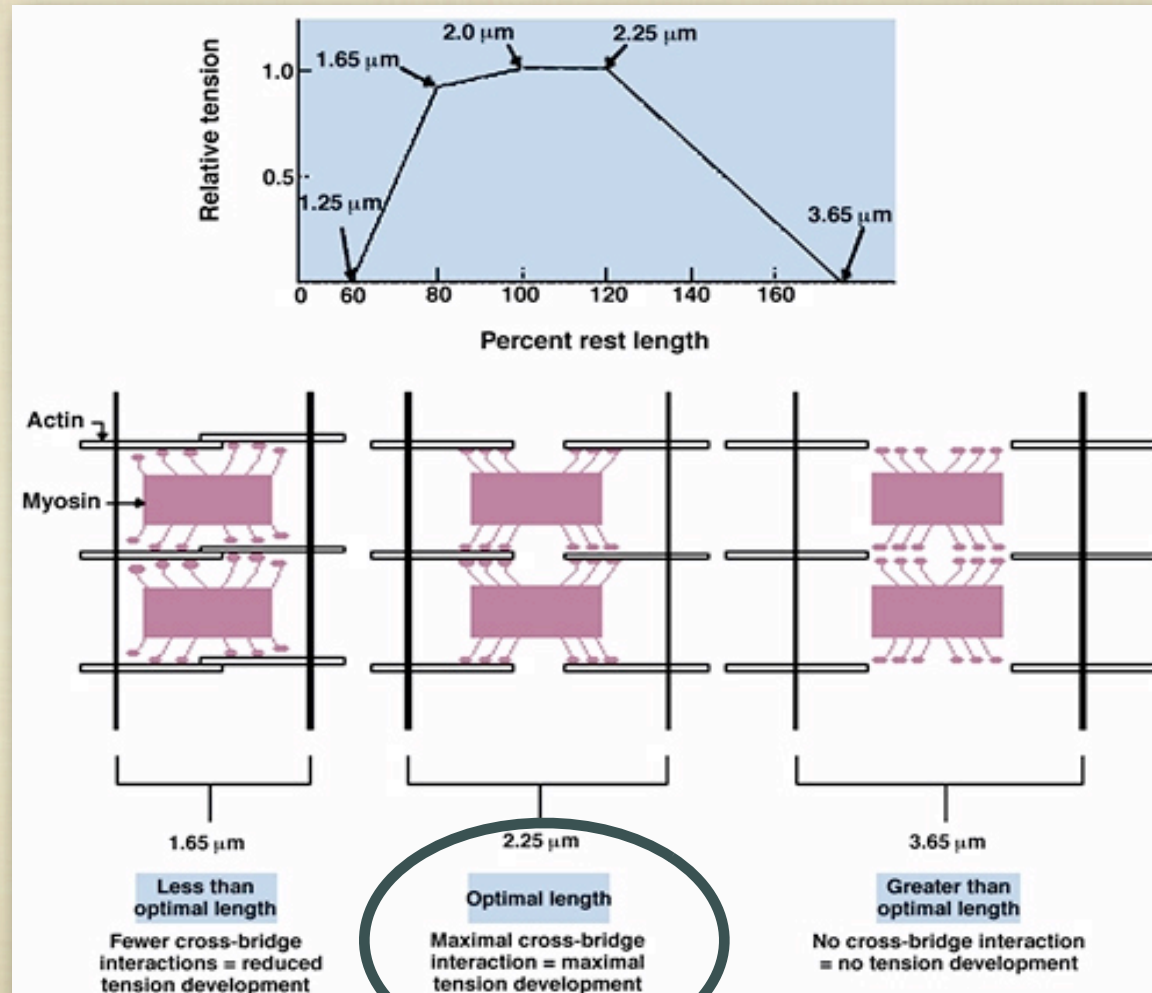 2.0 μm
2.25 μm
1.65 μm
1.0
Relative tension
0.5
1.25 μm
3.65 μm
0 60 80 100 120 140 160
Percent rest length
Actin
Myosin
1.65 μm
2.25 μm
3.65 μm
Less than
optimal length
Fewer cross-bridge
interactions = reduced
tension development
Optimal length
Maximal cross-bridge
interaction = maximal
tension development
Greater than
optimal length
No cross-bridge interaction
= no tension development